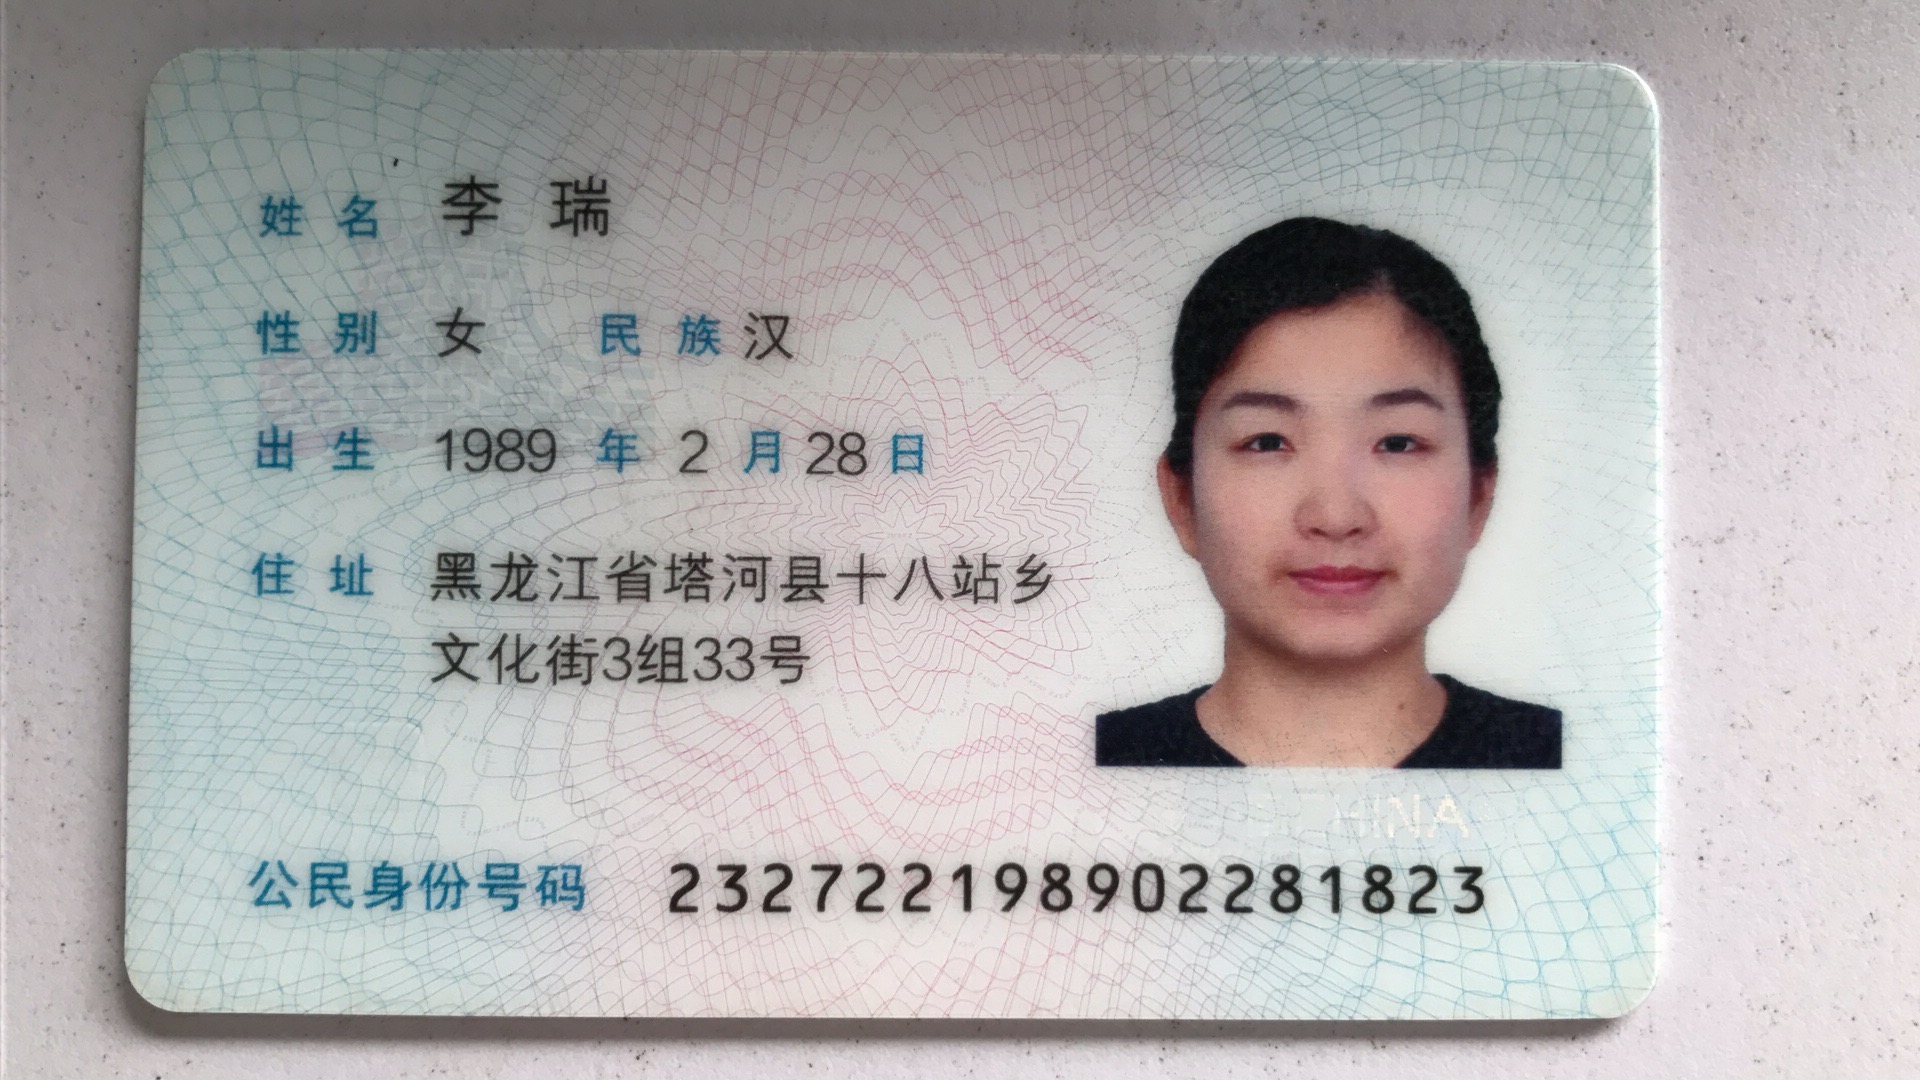 姓名 李瑞
性别 女 民族 汉
出生 1989 年 2 月 28 日
住址 黑龙江省塔河县十八站乡
文化街3组33号
CHINA
公民身份号码 232722198902281823